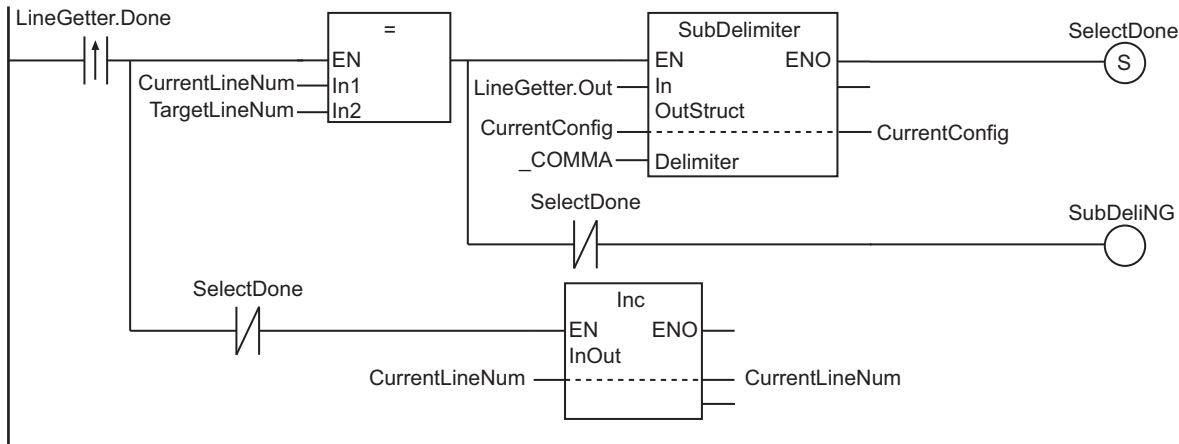 LineGetter.Done
=
EN
CurrentLineNum In1
TargetLineNum In2
SubDelimiter
EN ENO
LineGetter.Out In
OutStruct
CurrentConfig CurrentConfig
_COMMA Delimiter
SelectDone
S
SelectDone
SubDeliNG
SelectDone
Inc
EN ENO
InOut
CurrentLineNum CurrentLineNum